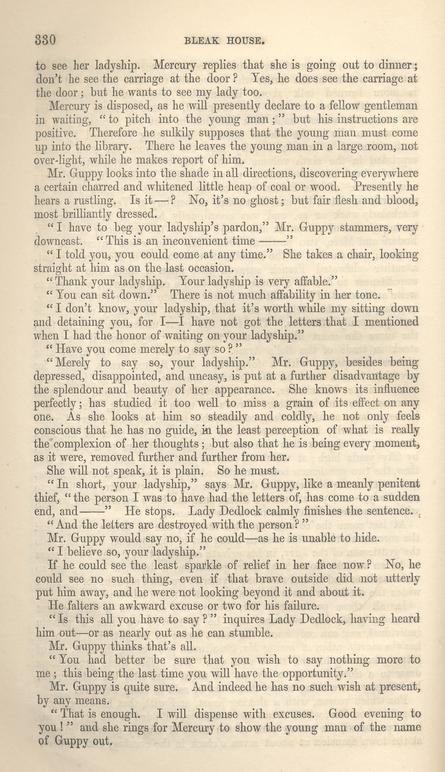 330 BLEAK HOUSE.
to see her ladyship. Mercury replies that she is going out to dinner;
don't he see the carriage at the door? Yes, he does see the carriage at
the door; but he wants to see my lady too.
Mercury is disposed, as he will presently declare to a fellow gentleman
in waiting, "to pitch into the young man;" but his instructions are
positive. Therefore he sulkily supposes that the young man must come
up into the library. There he leaves the young man in a large room, not
over-light, while he makes report of him.
Mr. Guppy looks into the shade in all directions, discovering everywhere
a certain charred and whitened little heap of coal or wood. Presently he
hears a rustling. Is it—? No, it's no ghost; but fair flesh and blood,
most brilliantly dressed.
"I have to beg your ladyship's pardon," Mr. Guppy stammers, very
downcast. "This is an inconvenient time ——"
"I told you, you could come at any time." She takes a chair, looking
straight at him as on the last occasion.
"Thank your ladyship. Your ladyship is very affable."
"You can sit down." There is not much affability in her tone.
"I don't know, your ladyship, that it's worth while my sitting down
and detaining you, for I—I have not got the letters that I mentioned
when I had the honor of waiting on your ladyship."
"Have you come merely to say so?"
"Merely to say so, your ladyship." Mr. Guppy, besides being
depressed, disappointed, and uneasy, is put at a further disadvantage by
the splendour and beauty of her appearance. She knows its influence
perfectly; has studied it too well to miss a grain of its effect on any
one. As she looks at him so steadily and coldly, he not only feels
conscious that he has no guide, in the least perception of what is really
the complexion of her thoughts; but also that he is being every moment,
as it were, removed further and further from her.
She will not speak, it is plain. So he must.
"In short, your ladyship," says Mr. Guppy, like a meanly penitent
thief, "the person I was to have had the letters of, has come to a sudden
end, and——" He stops. Lady Dedlock calmly finishes the sentence.
"And the letters are destroyed with the person?"
Mr. Guppy would say no, if he could—as he is unable to hide.
"I believe so, your ladyship."
If he could see the least sparkle of relief in her face now? No, he
could see no such thing, even if that brave outside did not utterly
put him away, and he were not looking beyond it and about it.
He falters an awkward excuse or two for his failure.
"Is this all you have to say?" inquires Lady Dedlock, having heard
him out—or as nearly out as he can stumble.
Mr. Guppy thinks that's all.
"You had better be sure that you wish to say nothing more to
me; this being the last time you will have the opportunity."
Mr. Guppy is quite sure. And indeed he has no such wish at present,
by any means.
"That is enough. I will dispense with excuses. Good evening to
you!" and she rings for Mercury to show the young man of the name
of Guppy out.